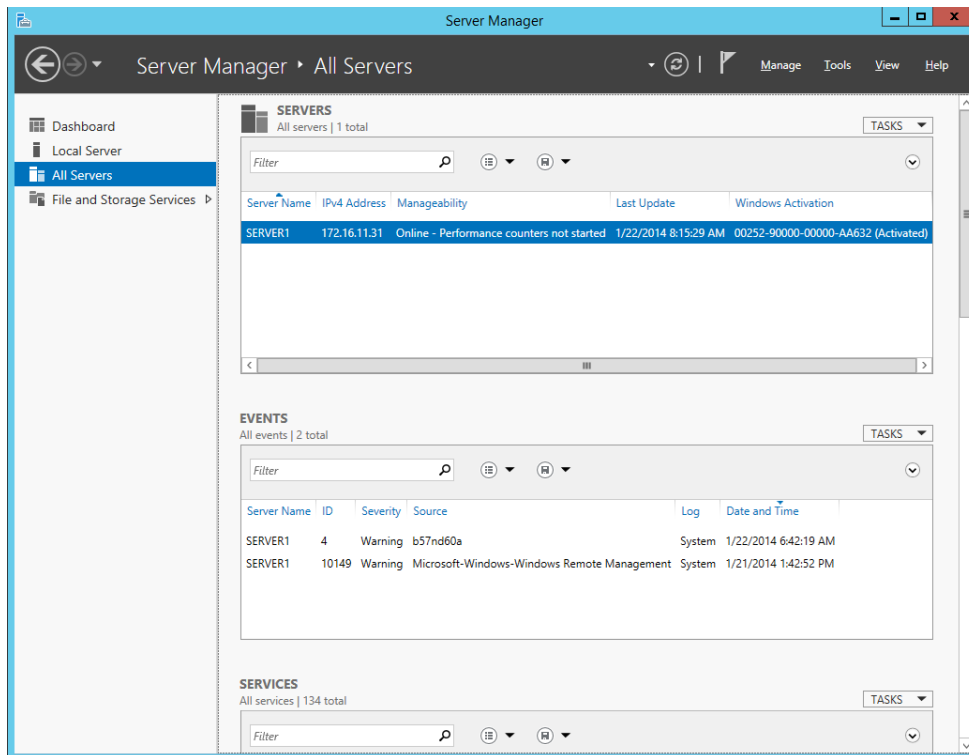 Server Manager
Server Manager ‣ All Servers
Manage Tools View Help
Dashboard
Local Server
All Servers
File and Storage Services
SERVERS
All servers | 1 total
TASKS
Filter
Server Name IPv4 Address Manageability Last Update Windows Activation
SERVER1 172.16.11.31 Online - Performance counters not started 1/22/2014 8:15:29 AM 00252-90000-00000-AA632 (Activated)
EVENTS
All events | 2 total
TASKS
Filter
Server Name ID Severity Source Log Date and Time
SERVER1 4 Warning b57nd60a System 1/22/2014 6:42:19 AM
SERVER1 10149 Warning Microsoft-Windows-Windows Remote Management System 1/21/2014 1:42:52 PM
SERVICES
All services | 134 total
TASKS
Filter